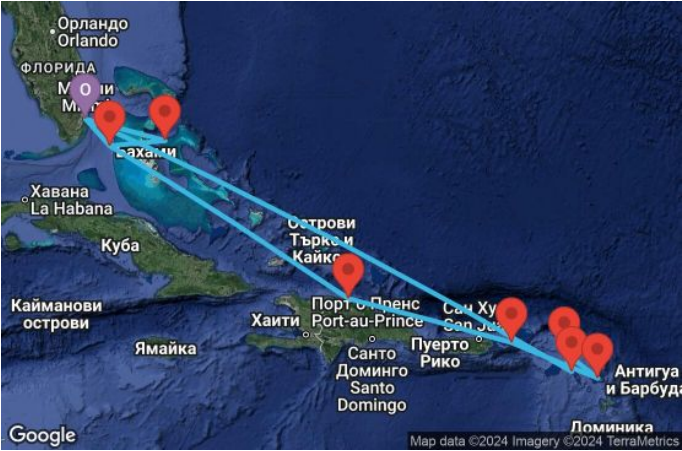 Орландо
Orlando
ФЛОРИДА
О
Бахами
Хавана
La Habana
Куба
Острови
Търкс и
Кайкос
Кайманови
острови
Ямайка
Хаити
Порт о Пренс
Port-au-Prince
Санто
Доминго
Santo
Domingo
Сан Ху
San Ju
Пуерто
Рико
Антигуа
и Барбуда
Доминика
Google
Map data ©2024 Imagery ©2024 TerraMetrics